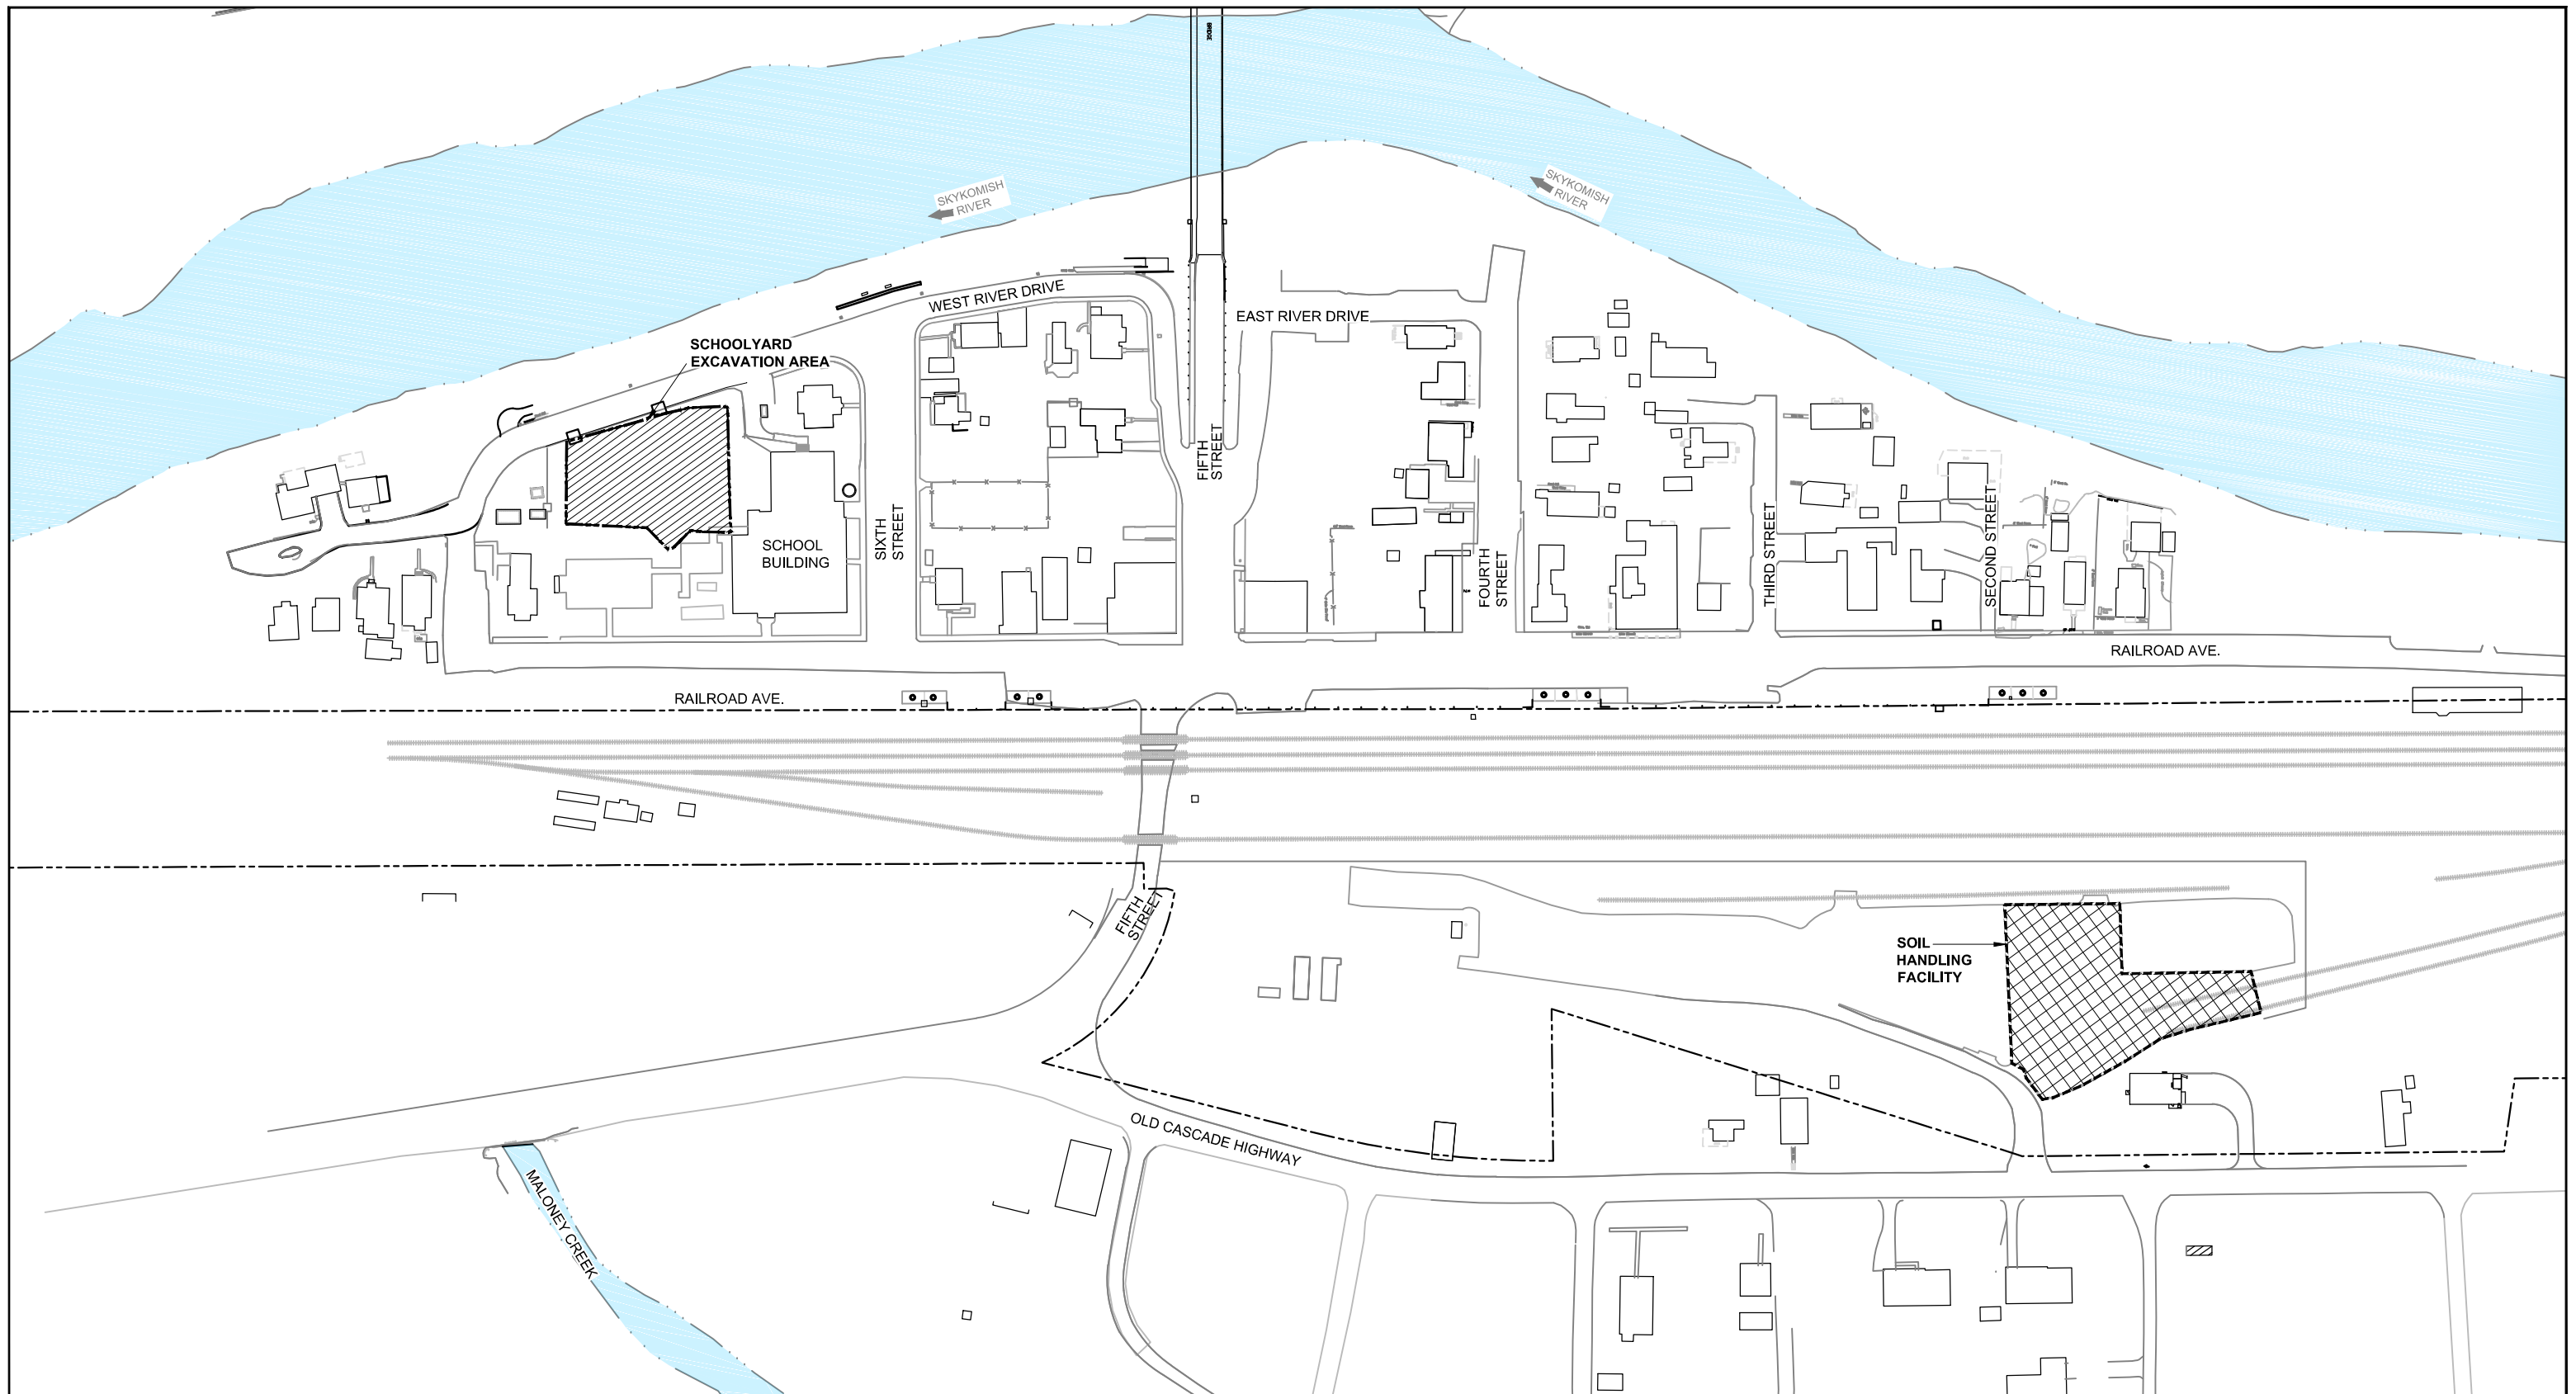 BRIDGE
SKYKOMISH
RIVER
SKYKOMISH
RIVER
WEST RIVER DRIVE
EAST RIVER DRIVE
SCHOOLYARD
EXCAVATION AREA
FIFTH
STREET
SIXTH
STREET
SCHOOL
BUILDING
FOURTH
STREET
THIRD STREET
SECOND STREET
RAILROAD AVE.
RAILROAD AVE.
FIFTH
STREET
SOIL
HANDLING
FACILITY
OLD CASCADE HIGHWAY
MALONEY CREEK